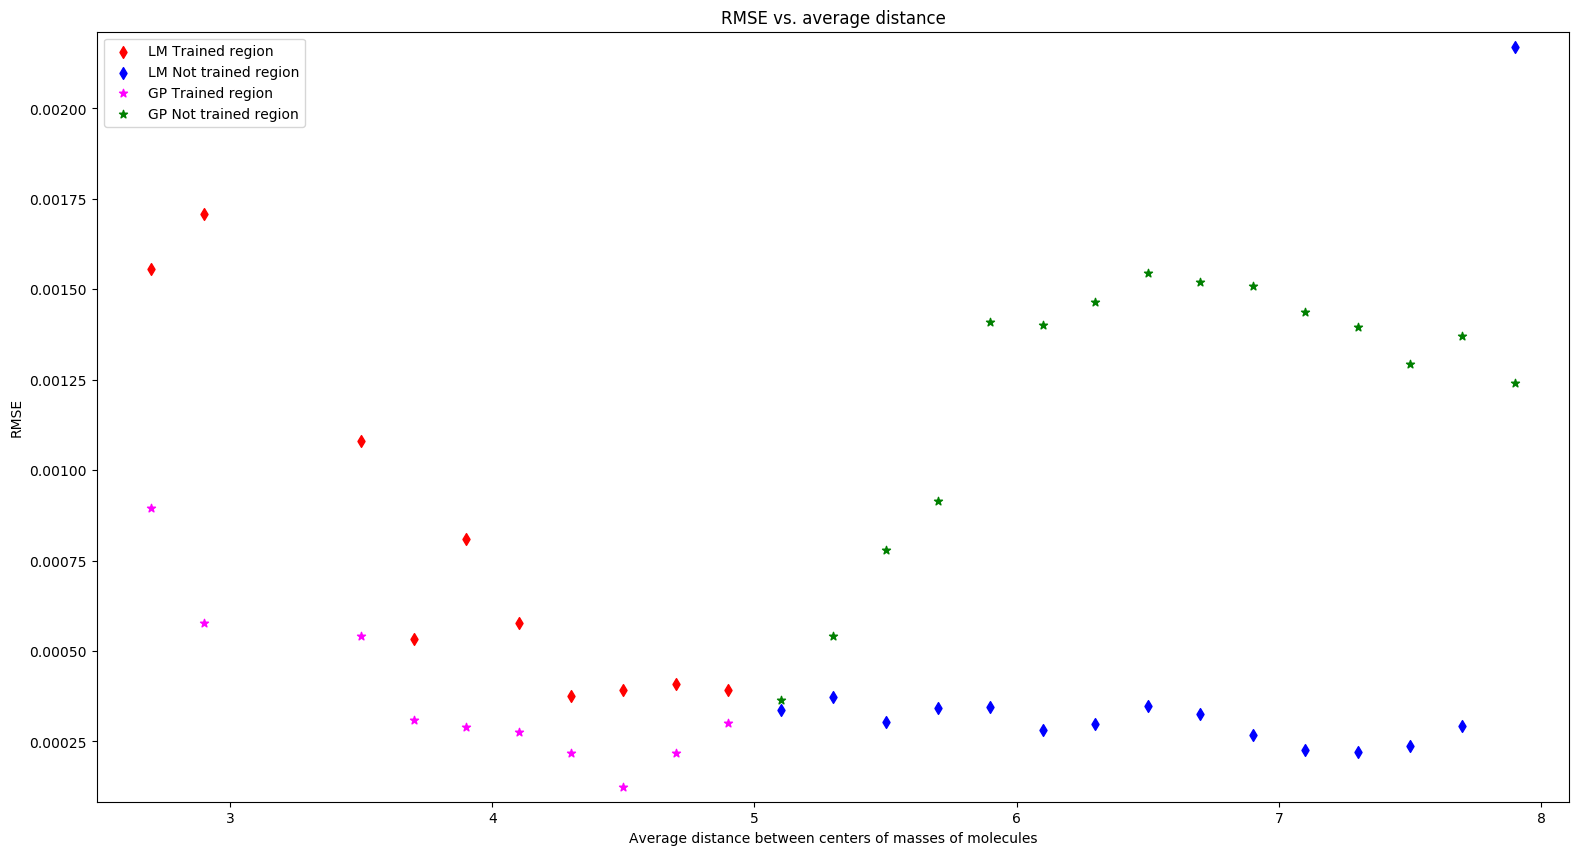 RMSE vs. average distance
LM Trained region
LM Not trained region
GP Trained region
GP Not trained region
0.00200
0.00175
0.00150
0.00125
0.00100
0.00075
0.00050
0.00025
RMSE
3 4 5 6 7 8
Average distance between centers of masses of molecules